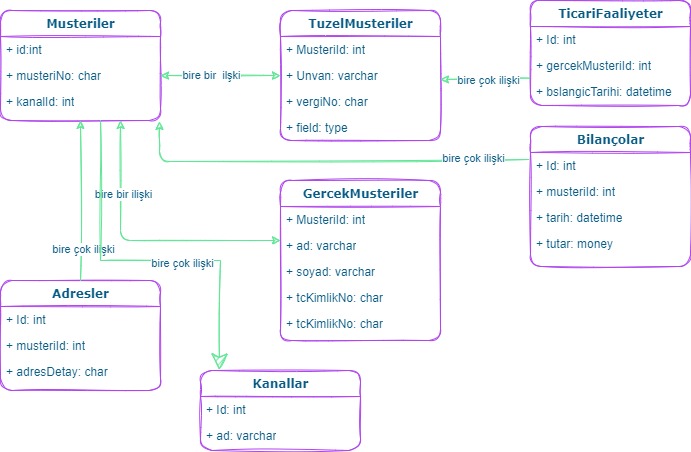 Musteriler
+ id:int
+ musteriNo: char
+ kanalId: int
TuzelMusteriler
+ MusteriId: int
+ Unvan: varchar
+ vergiNo: char
+ field: type
TicariFaaliyeter
+ Id: int
+ gercekMusteriId: int
+ bslangicTarihi: datetime
bire bir ilşki
bire çok ilişki
Bilançolar
+ Id: int
+ musteriId: int
+ tarih: datetime
+ tutar: money
bire çok ilişki
GercekMusteriler
+ MusteriId: int
+ ad: varchar
+ soyad: varchar
+ tcKimlikNo: char
+ tcKimlikNo: char
bire bir ilişki
bire çok ilişki
bire çok ilişki
Adresler
+ Id: int
+ musteriId: int
+ adresDetay: char
Kanallar
+ Id: int
+ ad: varchar